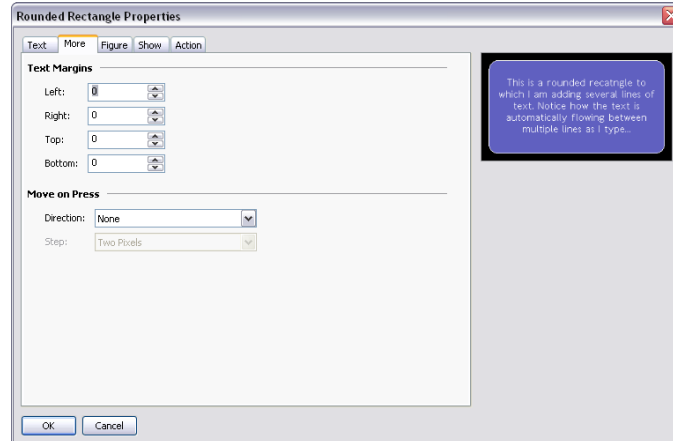 Rounded Rectangle Properties
Text More Figure Show Action
Text Margins
Left: 0
Right: 0
Top: 0
Bottom: 0
Move on Press
Direction: None
Step: Two Pixels
This is a rounded recatngle to
which I am adding several lines of
text. Notice how the text is
automatically flowing between
multiple lines as I type...
OK Cancel